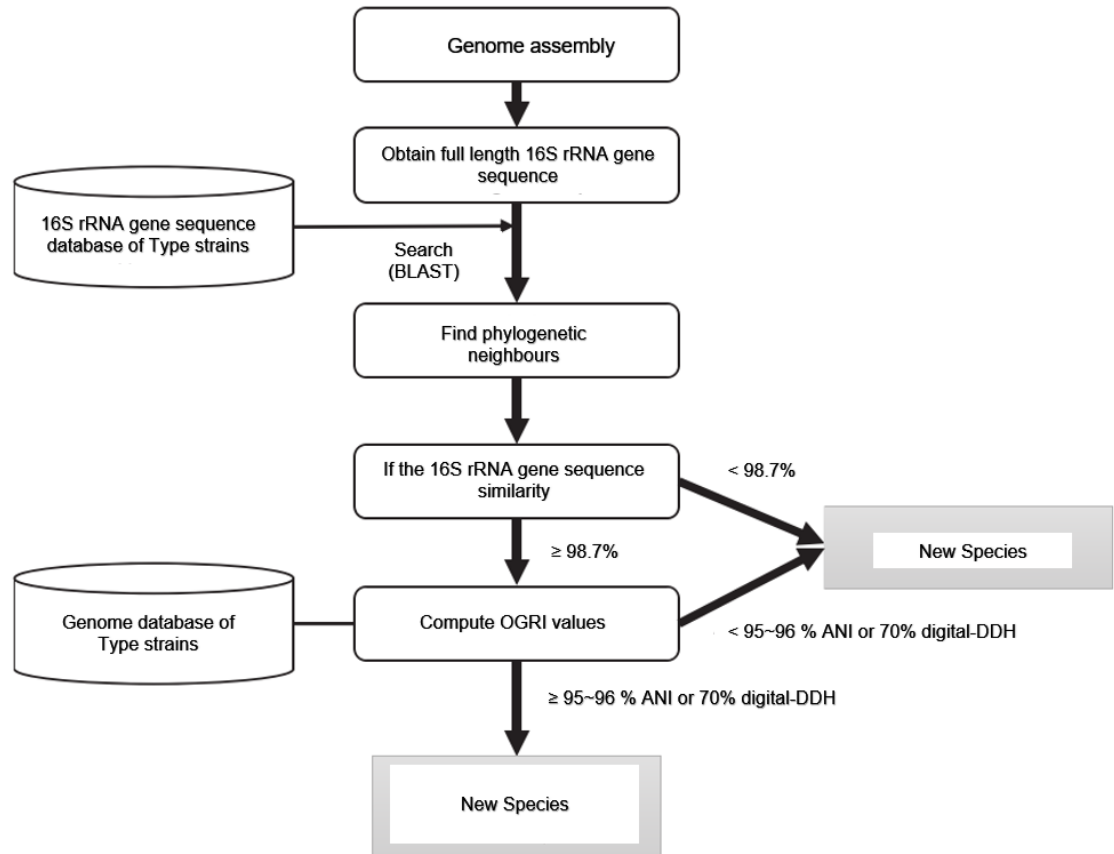 Genome assembly
Obtain full length 16S rRNA gene
sequence
16S rRNA gene sequence
database of Type strains
Search
(BLAST)
Find phylogenetic
neighbours
If the 16S rRNA gene sequence
similarity
< 98.7%
≥ 98.7%
New Species
Genome database of
Type strains
Compute OGRI values
< 95~96 % ANI or 70% digital-DDH
≥ 95~96 % ANI or 70% digital-DDH
New Species